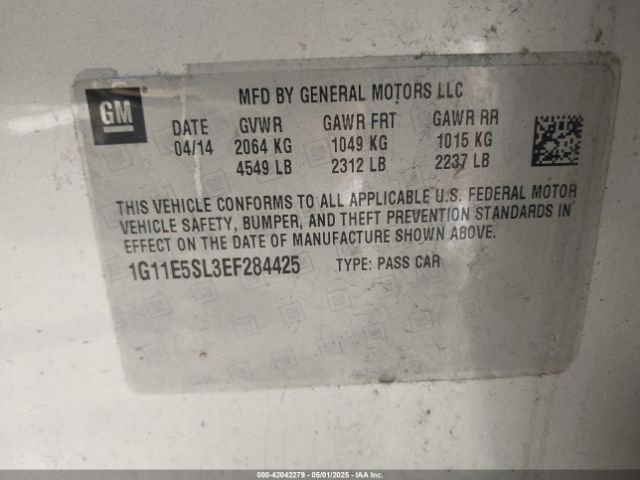 GM ®
MFD BY GENERAL MOTORS LLC
DATE GVWR GAWR FRT GAWR RR
04/14 2064 KG 1049 KG 1015 KG
4549 LB 2312 LB 2237 LB
THIS VEHICLE CONFORMS TO ALL APPLICABLE U.S. FEDERAL MOTOR
VEHICLE SAFETY, BUMPER, AND THEFT PREVENTION STANDARDS IN
EFFECT ON THE DATE OF MANUFACTURE SHOWN ABOVE.
1G11E5SL3EF284425 TYPE: PASS CAR
000-42042279 - 05/01/2025 - IAA Inc.